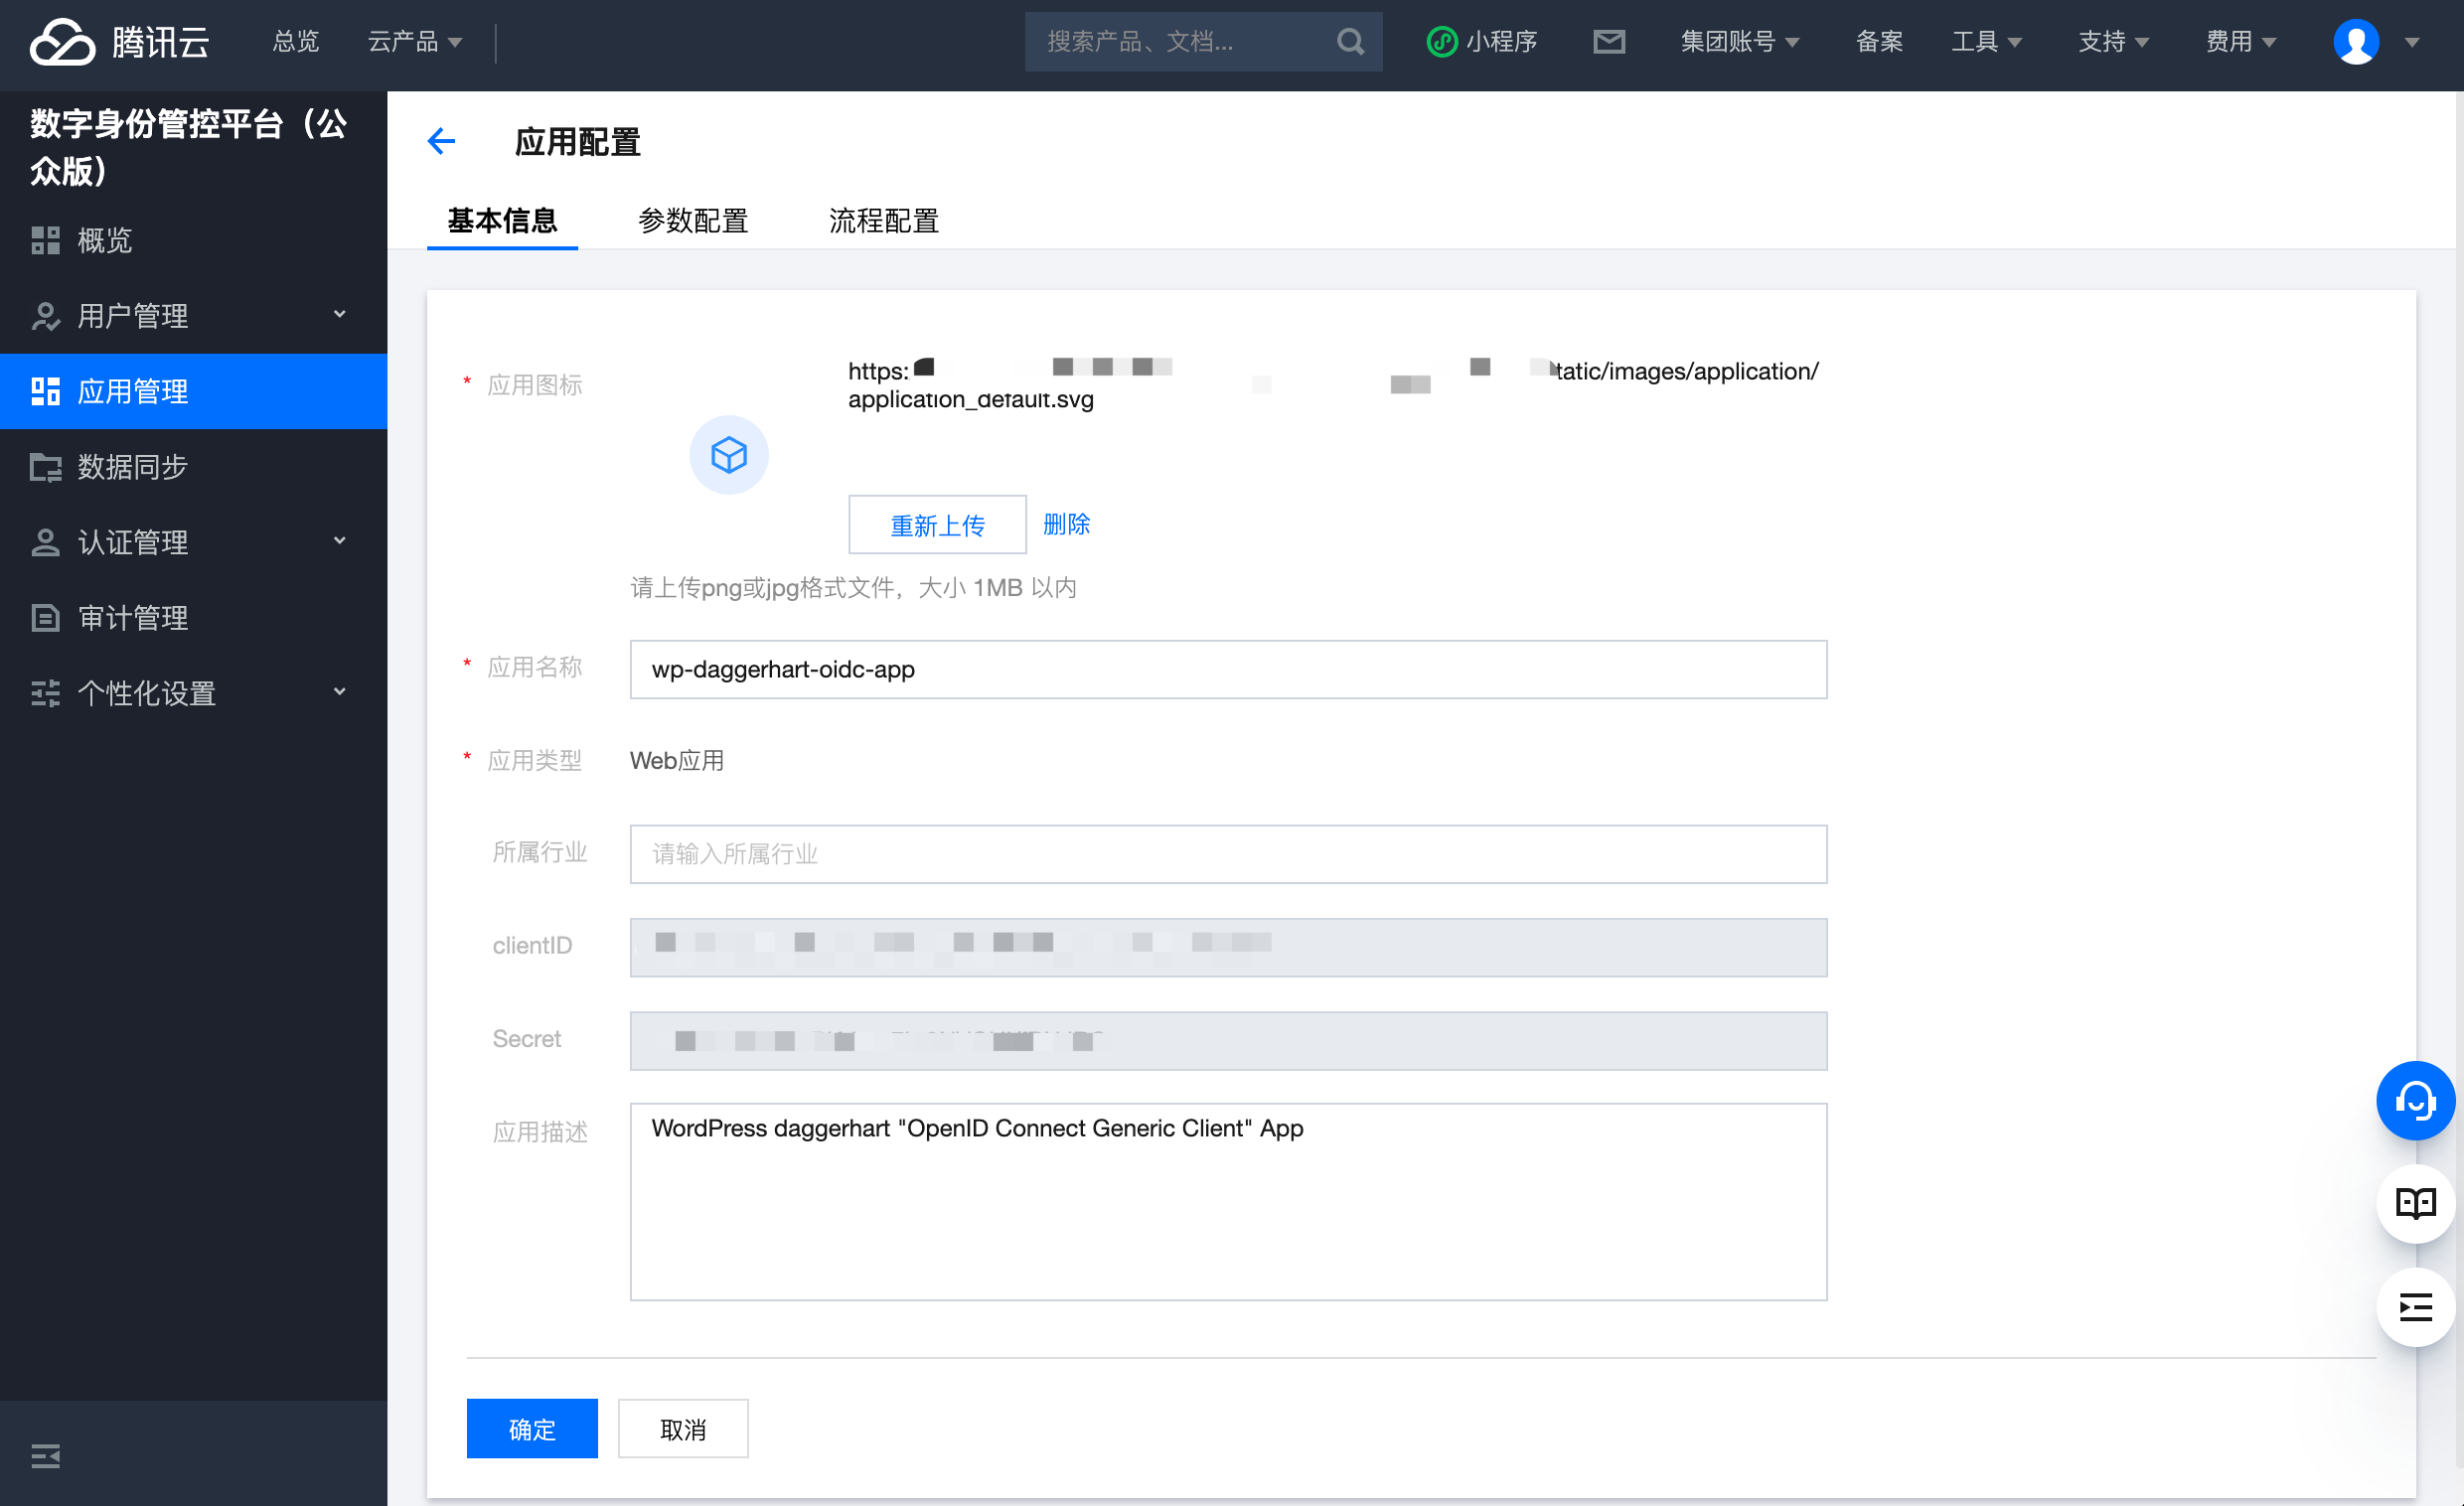 腾讯云
总览
云产品
搜索产品、文档...
小程序
集团账号
备案
工具
支持
费用
数字身份管控平台（公
众版）
概览
用户管理
应用管理
数据同步
认证管理
审计管理
个性化设置
应用配置
基本信息
参数配置
流程配置
* 应用图标
https:
tatic/images/application/
application_default.svg
重新上传
删除
请上传png或jpg格式文件，大小 1MB 以内
* 应用名称
wp-daggerhart-oidc-app
* 应用类型
Web应用
所属行业
请输入所属行业
clientID
Secret
应用描述
WordPress daggerhart "OpenID Connect Generic Client" App
确定
取消